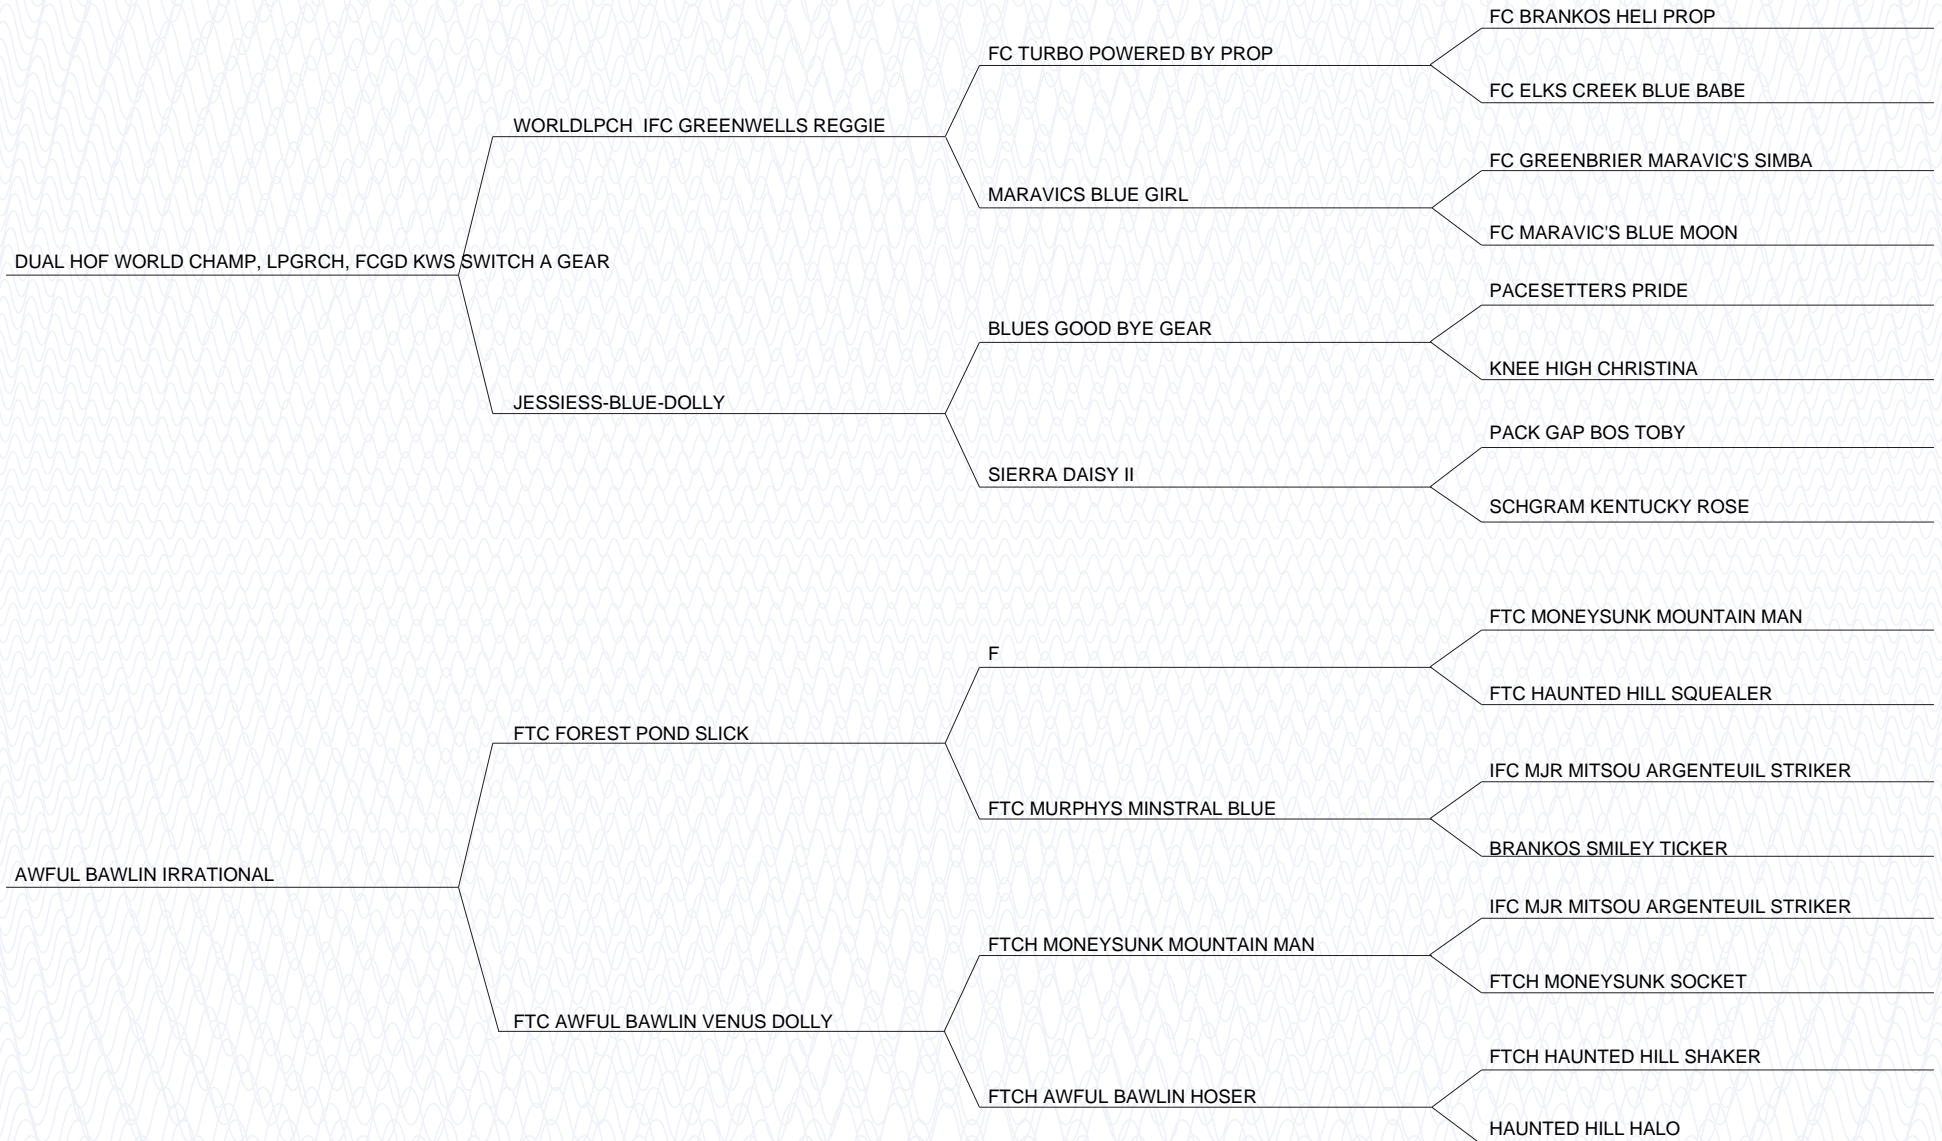 FC BRANKOS HELI PROP
FC TURBO POWERED BY PROP
FC ELKS CREEK BLUE BABE
WORLDLPCH  IFC GREENWELLS REGGIE
FC GREENBRIER MARAVIC'S SIMBA
MARAVICS BLUE GIRL
FC MARAVIC'S BLUE MOON
DUAL HOF WORLD CHAMP, LPGRCH, FCGD KWS SWITCH A GEAR
PACESETTERS PRIDE
BLUES GOOD BYE GEAR
KNEE HIGH CHRISTINA
JESSIESS-BLUE-DOLLY
PACK GAP BOS TOBY
SIERRA DAISY II
SCHGRAM KENTUCKY ROSE
FTC MONEYSUNK MOUNTAIN MAN
F
FTC HAUNTED HILL SQUEALER
FTC FOREST POND SLICK
IFC MJR MITSOU ARGENTEUIL STRIKER
FTC MURPHYS MINSTRAL BLUE
BRANKOS SMILEY TICKER
AWFUL BAWLIN IRRATIONAL
IFC MJR MITSOU ARGENTEUIL STRIKER
FTCH MONEYSUNK MOUNTAIN MAN
FTCH MONEYSUNK SOCKET
FTC AWFUL BAWLIN VENUS DOLLY
FTCH HAUNTED HILL SHAKER
FTCH AWFUL BAWLIN HOSER
HAUNTED HILL HALO